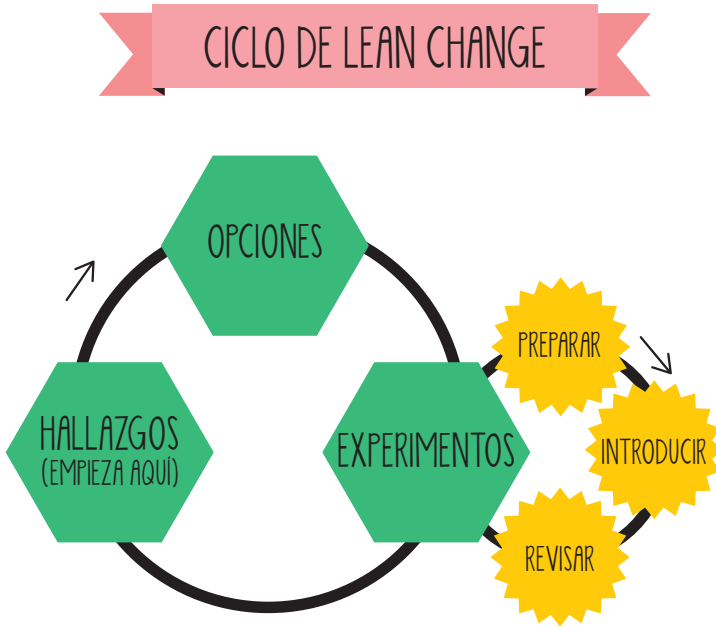 CICLO DE LEAN CHANGE
OPCIONES
HALLAZGOS
(EMPIEZA AQUÍ)
EXPERIMENTOS
PREPARAR
INTRODUCIR
REVISAR